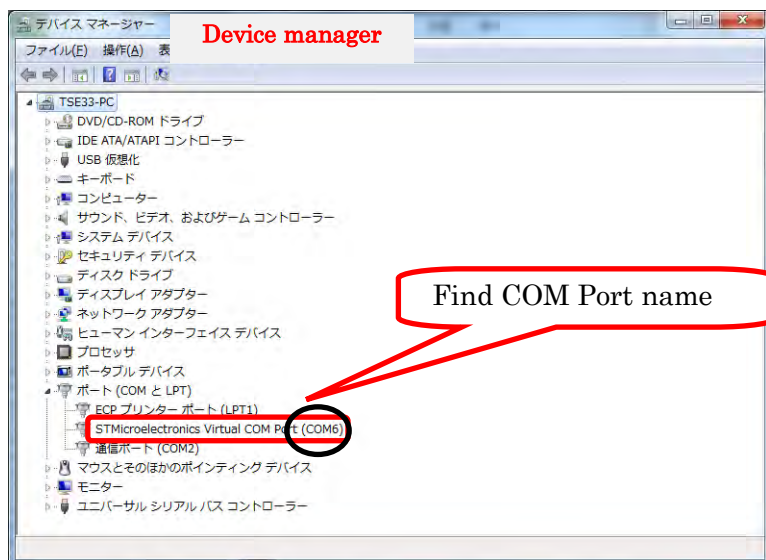 デバイス マネージャー
Device manager
ファイル(F) 操作(A) 表
TSE33-PC
DVD/CD-ROM ドライブ
IDE ATA/ATAPI コントローラー
USB 仮想化
キーボード
コンピューター
サウンド、ビデオ、およびゲーム コントローラー
システム デバイス
セキュリティ デバイス
ディスク ドライブ
ディスプレイ アダプター
ネットワーク アダプター
ヒューマン インターフェイス デバイス
プロセッサ
ポータブル デバイス
ポート (COM と LPT)
ECP プリンター ポート (LPT1)
STMicroelectronics Virtual COM Port (COM6)
通信ポート (COM2)
マウスとそのほかのポインティング デバイス
モニター
ユニバーサル シリアル バス コントローラー
Find COM Port name